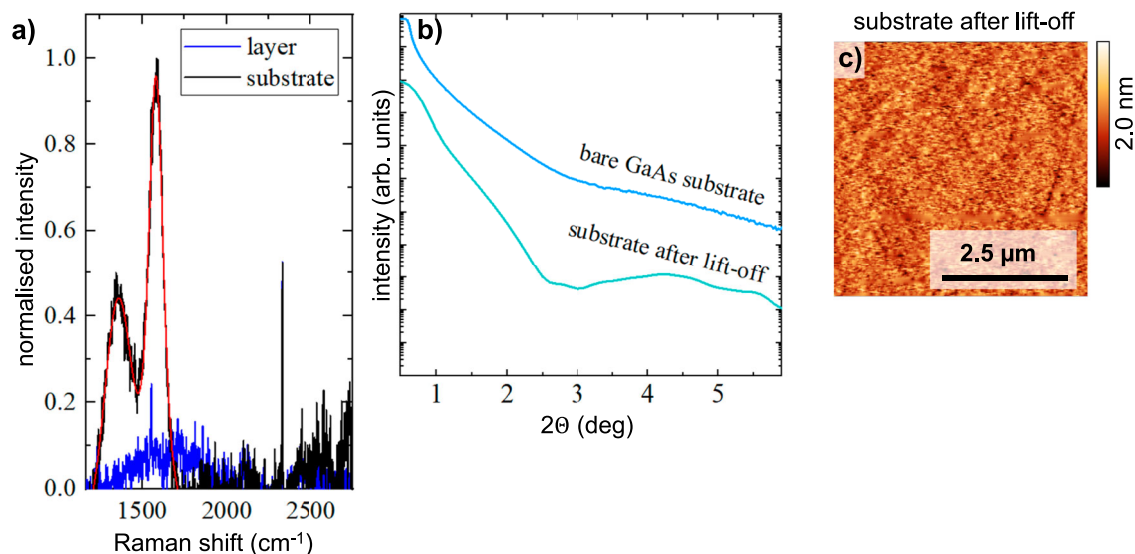 a)
layer
substrate
1.0
0.8
0.6
0.4
0.2
0.0
normalised intensity
1500
2000
2500
Raman shift (cm⁻¹)
b)
bare GaAs substrate
substrate after lift-off
intensity (arb. units)
1
2
3
4
5
2Θ (deg)
substrate after lift-off
c)
2.0 nm
2.5 µm